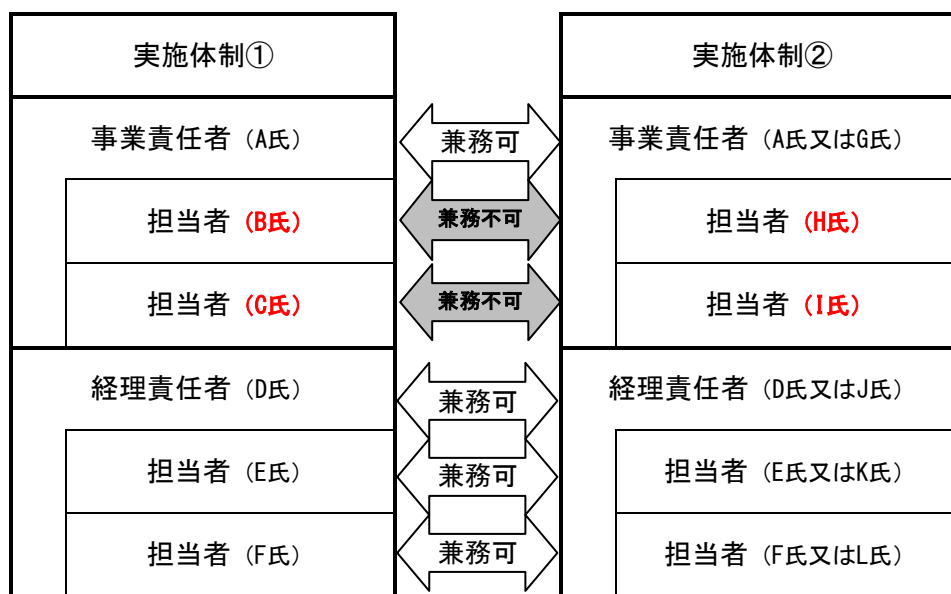 実施体制①
実施体制②
事業責任者（A氏）
兼務可
事業責任者（A氏又はG氏）
担当者（B氏）
兼務不可
担当者（H氏）
担当者（C氏）
兼務不可
担当者（I氏）
経理責任者（D氏）
兼務可
経理責任者（D氏又はJ氏）
担当者（E氏）
兼務可
担当者（E氏又はK氏）
担当者（F氏）
兼務可
担当者（F氏又はL氏）